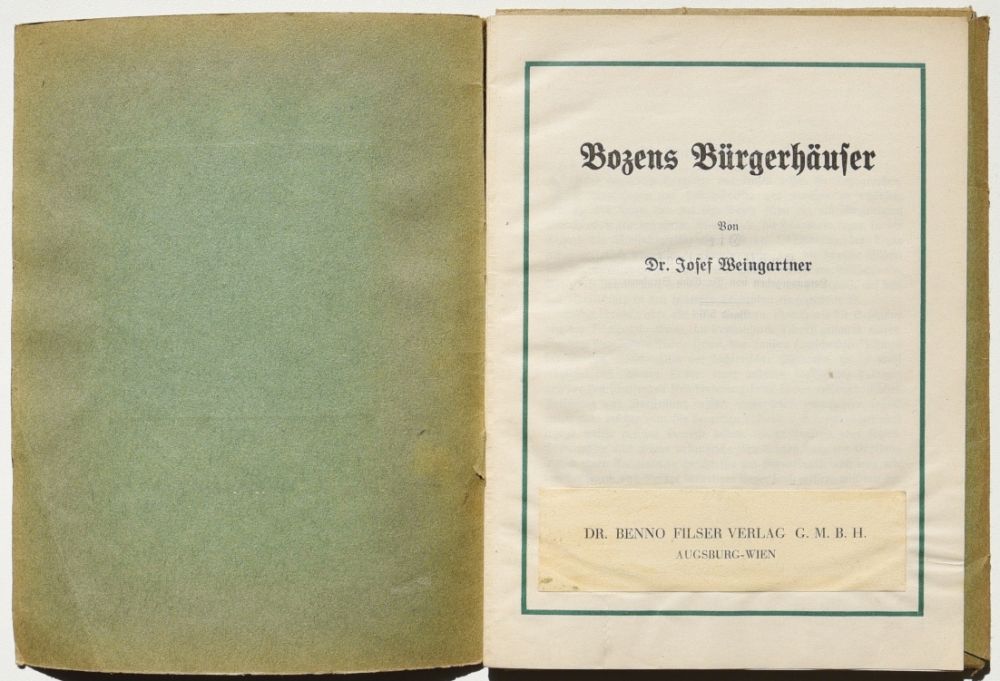 Bozens Bürgerhäuser
Von
Dr. Josef Weingartner
DR. BENNO FILSER VERLAG G. M. B. H.
AUGSBURG-WIEN